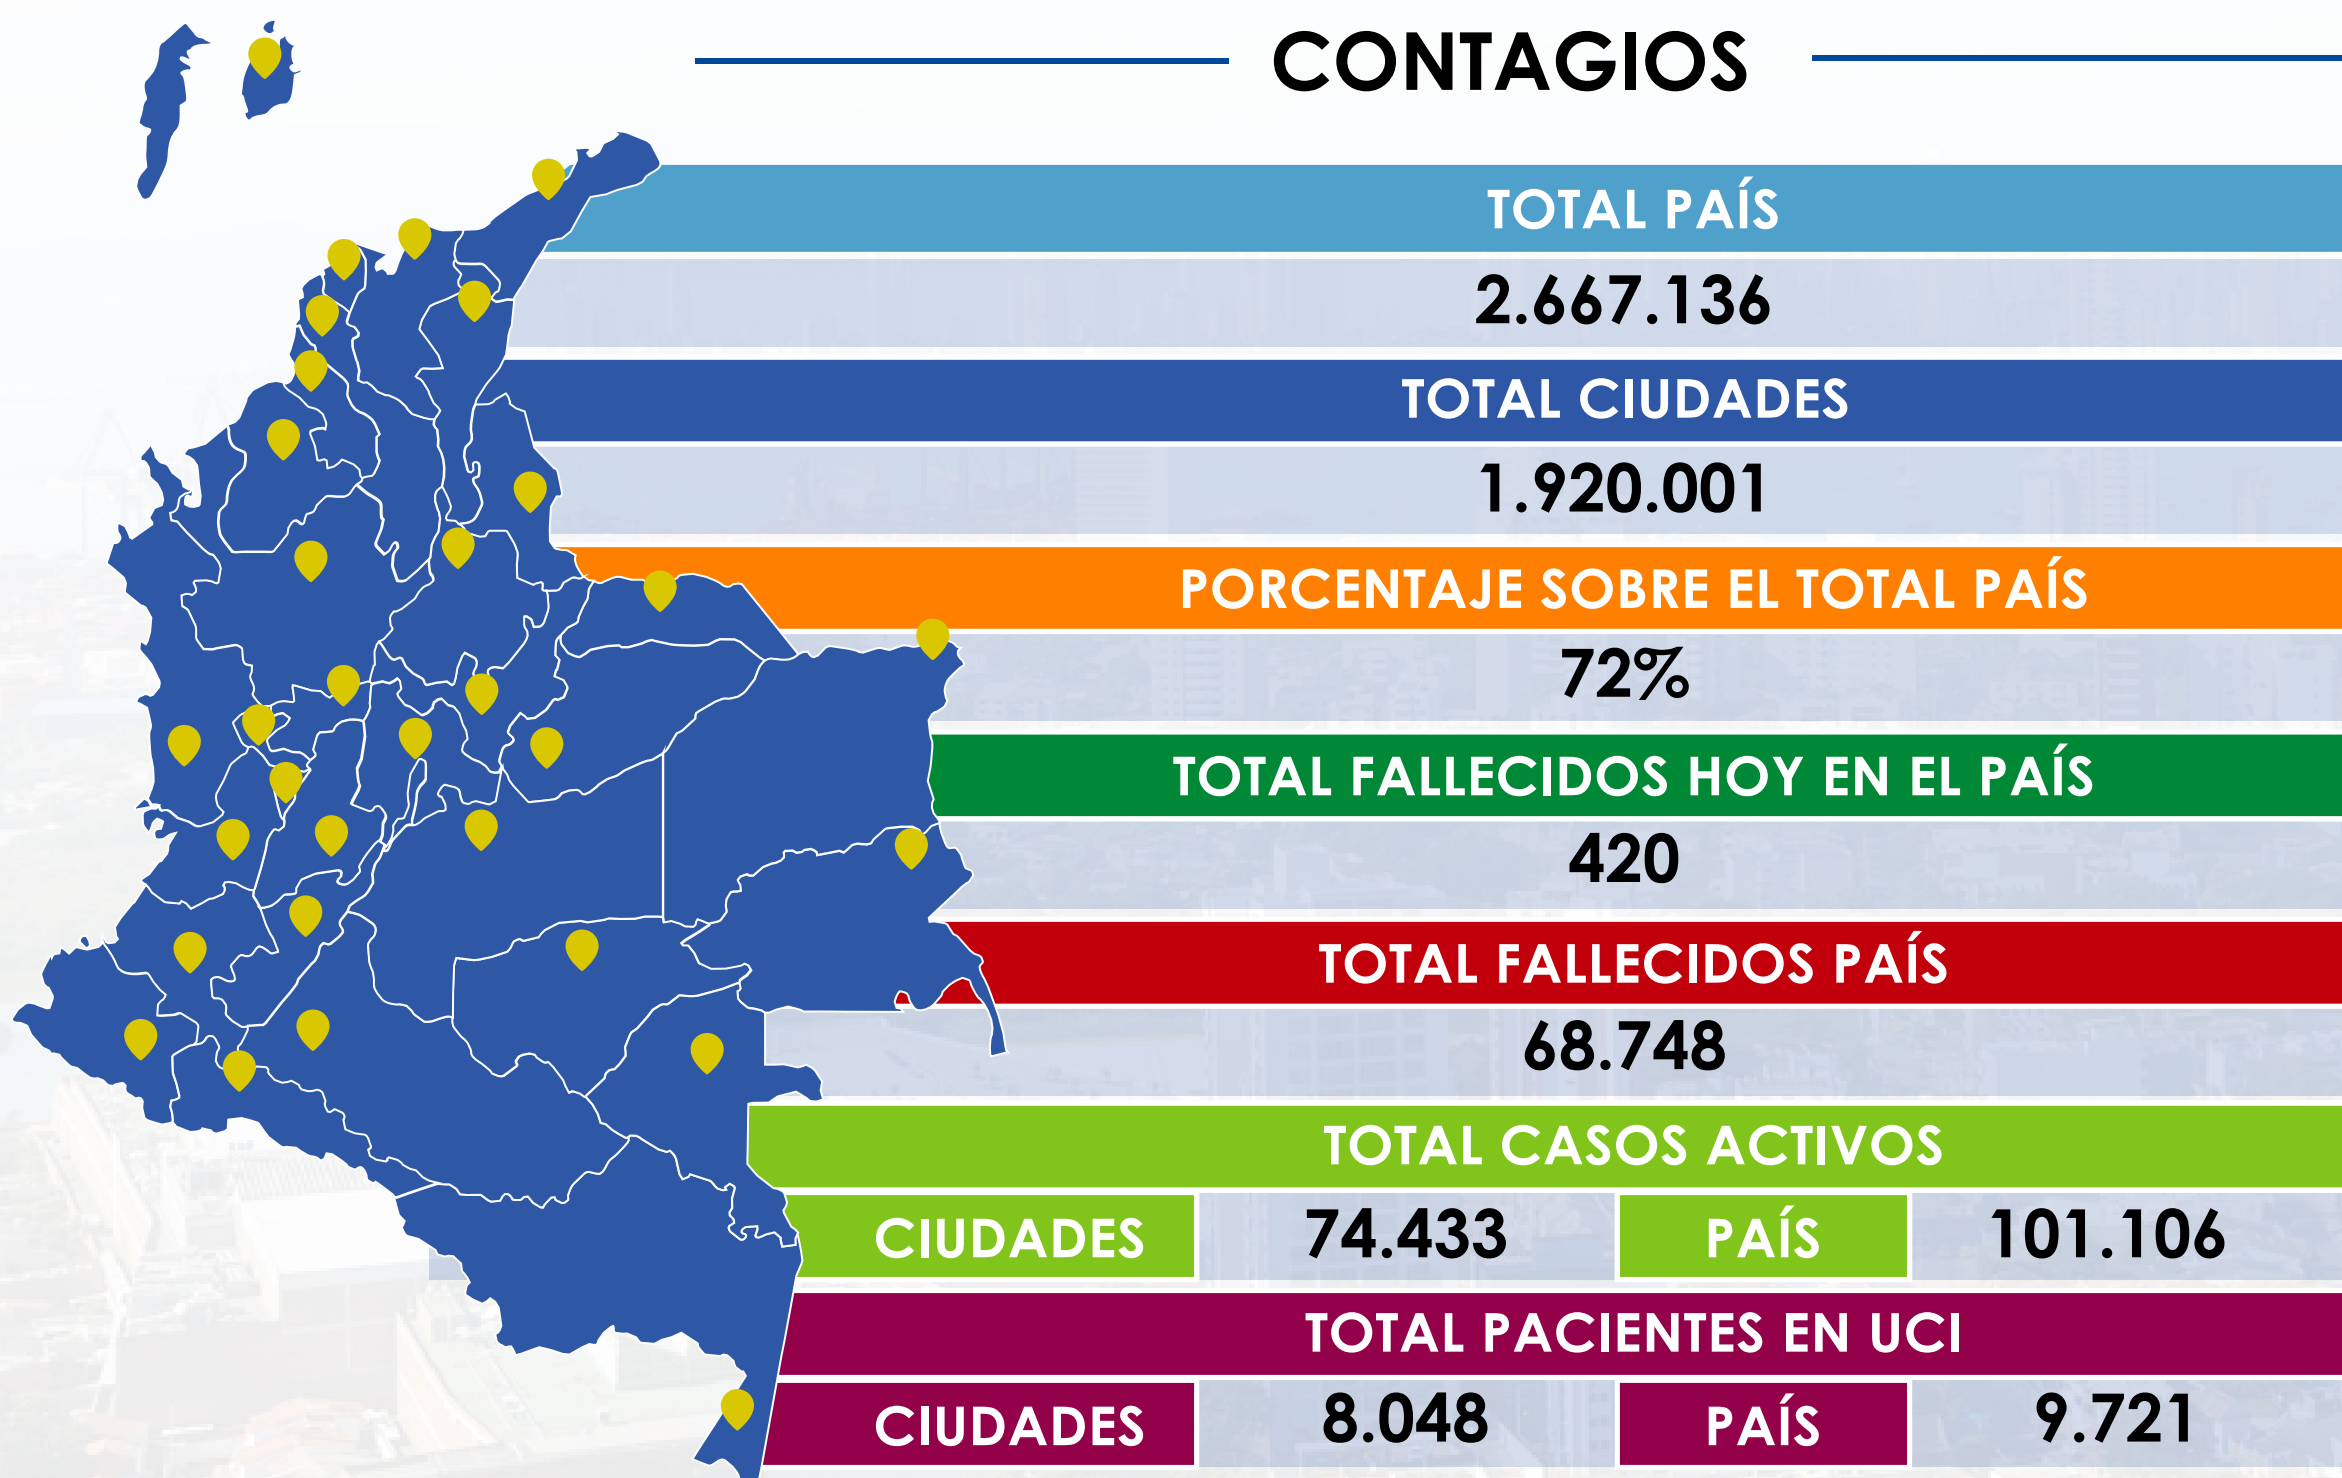 CONTAGIOS
TOTAL PAÍS
2.667.136
TOTAL CIUDADES
1.920.001
PORCENTAJE SOBRE EL TOTAL PAÍS
72%
TOTAL FALLECIDOS HOY EN EL PAÍS
420
TOTAL FALLECIDOS PAÍS
68.748
TOTAL CASOS ACTIVOS
CIUDADES 74.433 PAÍS 101.106
TOTAL PACIENTES EN UCI
CIUDADES 8.048 PAÍS 9.721